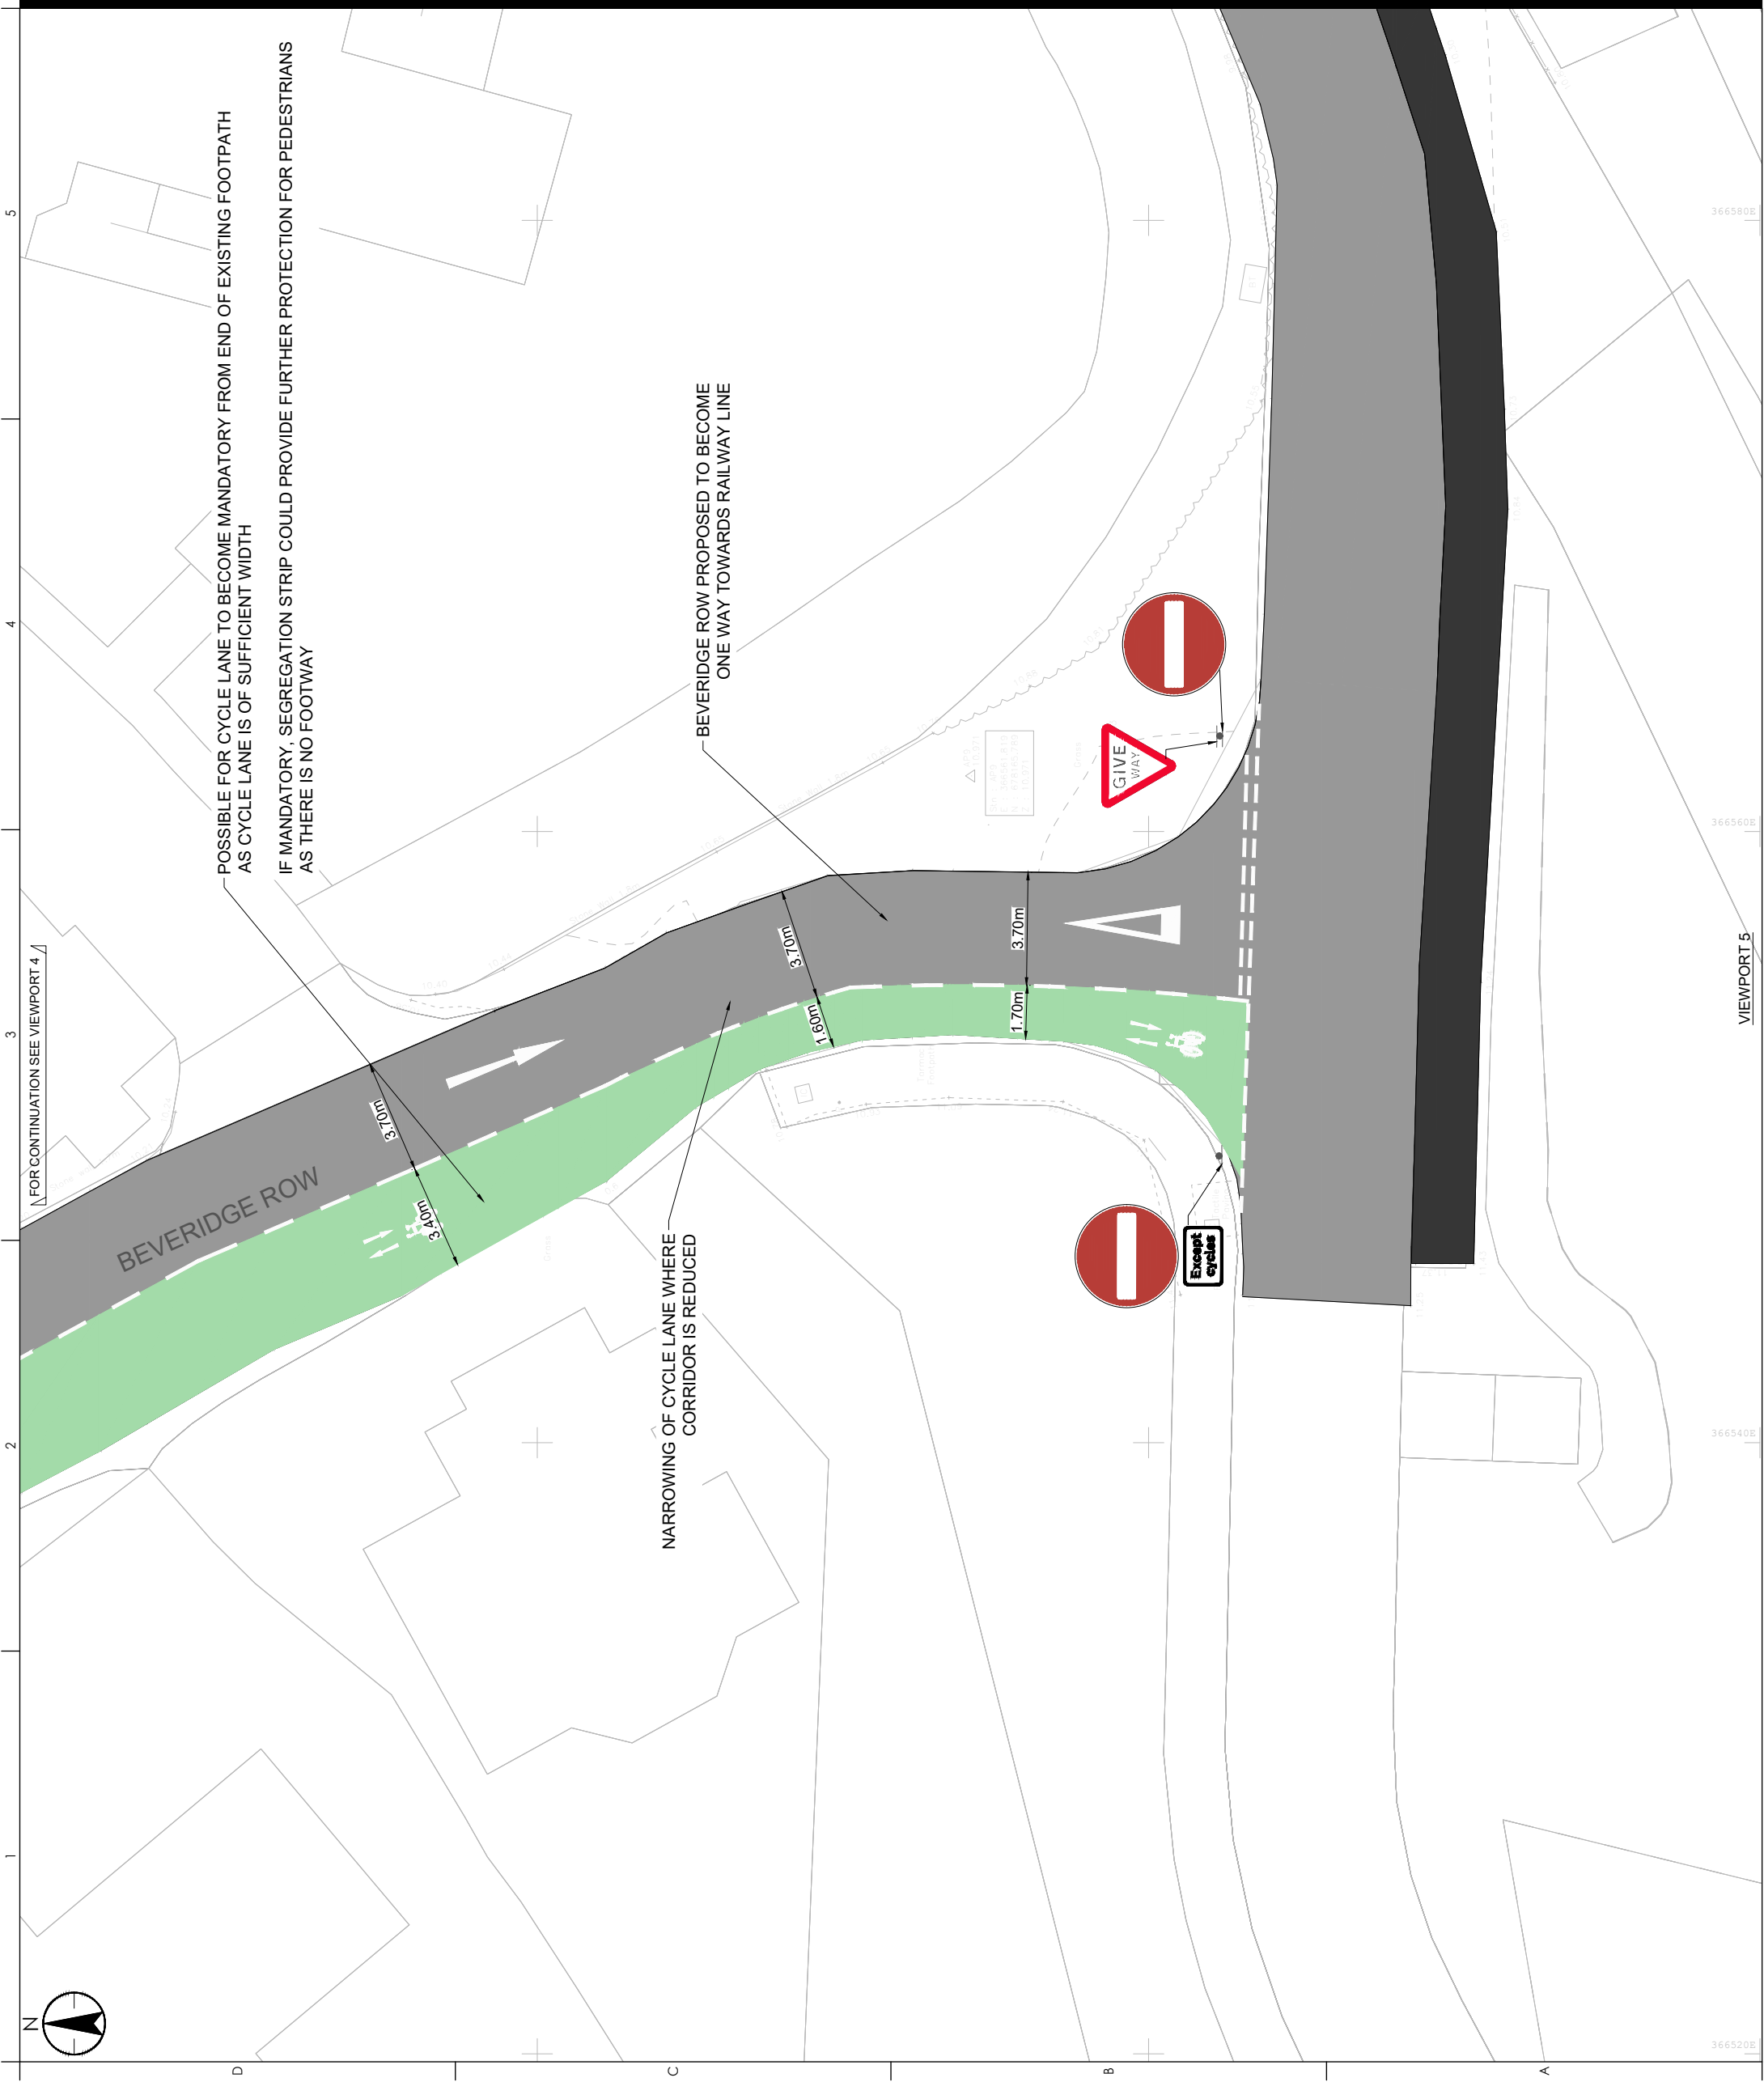 FOR CONTINUATION SEE VIEWPORT 4
POSSIBLE FOR CYCLE LANE TO BECOME MANDATORY FROM END OF EXISTING FOOTPATH
AS CYCLE LANE IS OF SUFFICIENT WIDTH
IF MANDATORY, SEGREGATION STRIP COULD PROVIDE FURTHER PROTECTION FOR PEDESTRIANS
AS THERE IS NO FOOTWAY
BEVERIDGE ROW PROPOSED TO BECOME
ONE WAY TOWARDS RAILWAY LINE
NARROWING OF CYCLE LANE WHERE
CORRIDOR IS REDUCED
BEVERIDGE ROW
3.70m
3.40m
3.70m
1.60m
3.70m
1.70m
GIVE
WAY
Except
cycles
VIEWPORT 5
N
1
2
3
4
5
D
C
B
A
366520E
366540E
366560E
366580E